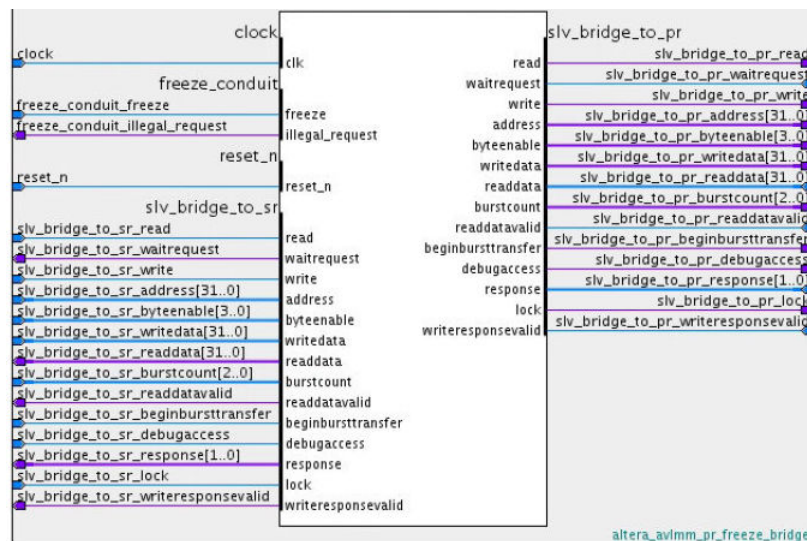 clock
clock
clk
freeze_conduit
freeze_conduit_freeze
freeze
freeze_conduit_illegal_request
illegal_request
reset_n
reset_n
reset_n
slv_bridge_to_sr
slv_bridge_to_sr_read
read
slv_bridge_to_sr_waitrequest
waitrequest
slv_bridge_to_sr_write
write
slv_bridge_to_sr_address[31..0]
address
slv_bridge_to_sr_byteenable[3..0]
byteenable
slv_bridge_to_sr_writedata[31..0]
writedata
slv_bridge_to_sr_readdata[31..0]
readdata
slv_bridge_to_sr_burstcount[2..0]
burstcount
slv_bridge_to_sr_readdatavalid
readdatavalid
slv_bridge_to_sr_beginbursttransfer
beginbursttransfer
slv_bridge_to_sr_debugaccess
debugaccess
slv_bridge_to_sr_response[1..0]
response
slv_bridge_to_sr_lock
lock
slv_bridge_to_sr_writeresponsevalid
writeresponsevalid
slv_bridge_to_pr
slv_bridge_to_pr_read
read
slv_bridge_to_pr_waitrequest
waitrequest
slv_bridge_to_pr_write
write
slv_bridge_to_pr_address[31..0]
address
slv_bridge_to_pr_byteenable[3..0]
byteenable
slv_bridge_to_pr_writedata[31..0]
writedata
slv_bridge_to_pr_readdata[31..0]
readdata
slv_bridge_to_pr_burstcount[2..0]
burstcount
slv_bridge_to_pr_readdatavalid
readdatavalid
slv_bridge_to_pr_beginbursttransfer
beginbursttransfer
slv_bridge_to_pr_debugaccess
debugaccess
slv_bridge_to_pr_response[1..0]
response
slv_bridge_to_pr_lock
lock
slv_bridge_to_pr_writeresponsevalid
writeresponsevalid
altera_avlmm_pr_freeze_bridge